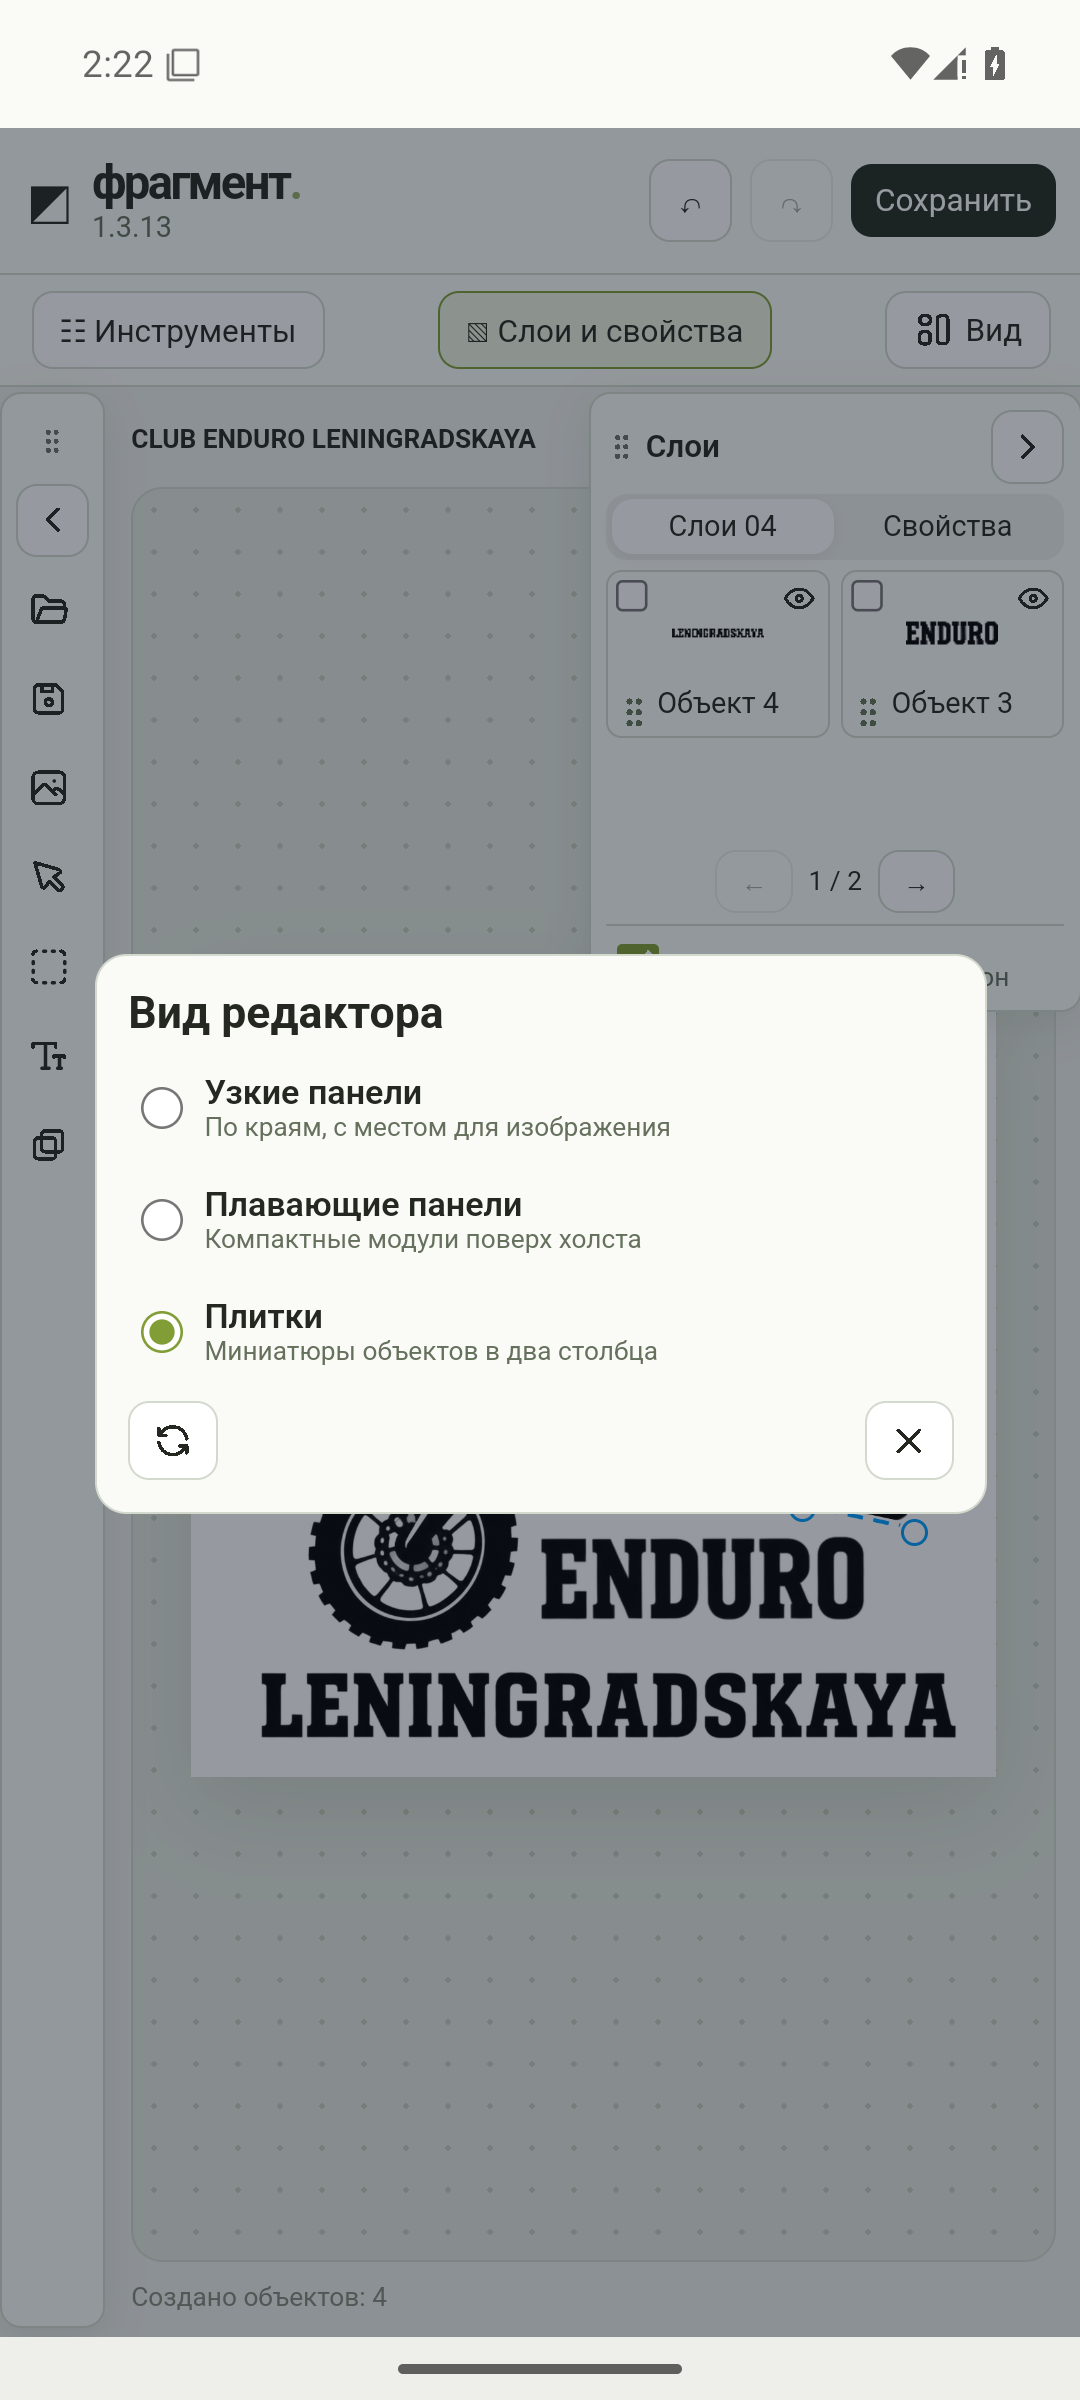 2:22
фрагмент.
1.3.13
Сохранить
Инструменты
Слои и свойства
Вид
CLUB ENDURO LENINGRADSKAYA
Слои
Слои 04
Свойства
LENINGRADSKAYA
ENDURO
Объект 4
Объект 3
← 1 / 2 →
он
Вид редактора
Узкие панели
По краям, с местом для изображения
Плавающие панели
Компактные модули поверх холста
Плитки
Миниатюры объектов в два столбца
ENDURO
LENINGRADSKAYA
Создано объектов: 4